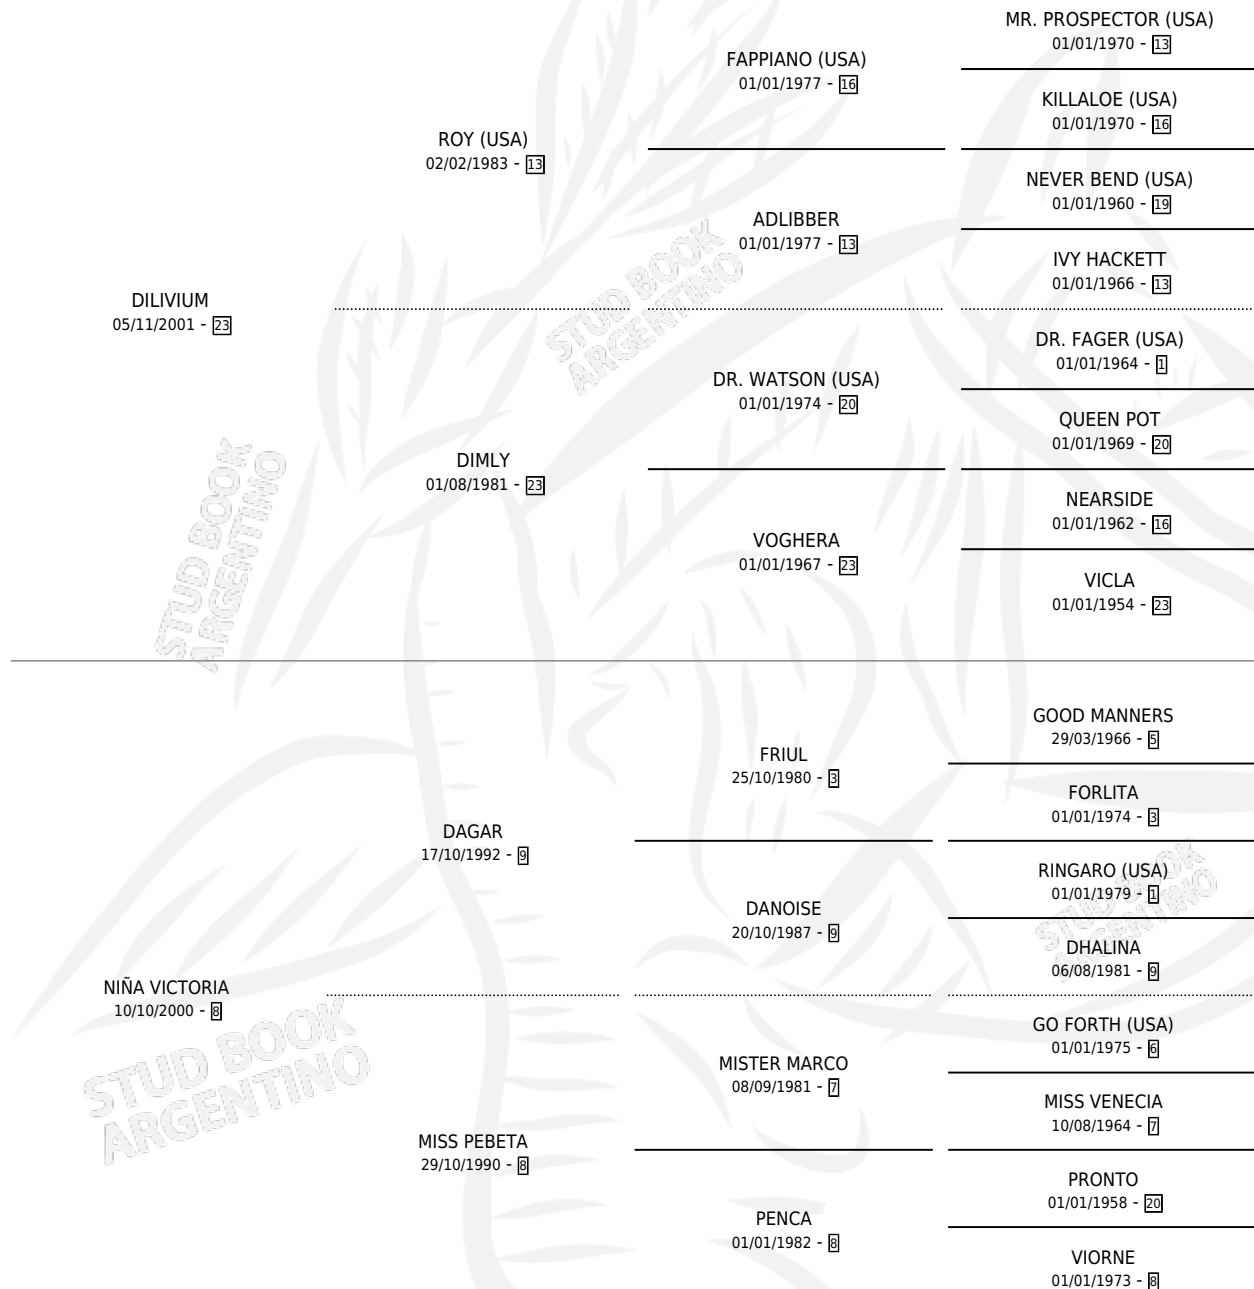 MR. PROSPECTOR (USA)
01/01/1970 - 13
FAPPIANO (USA)
01/01/1977 - 16
KILLALOE (USA)
01/01/1970 - 16
ROY (USA)
02/02/1983 - 13
NEVER BEND (USA)
01/01/1960 - 19
ADLIBBER
01/01/1977 - 13
IVY HACKETT
01/01/1966 - 13
DILIVIUM
05/11/2001 - 23
STUD BOOK
ARGENTINO
DR. FAGER (USA)
01/01/1964 - 1
DR. WATSON (USA)
01/01/1974 - 20
QUEEN POT
01/01/1969 - 20
DIMLY
01/08/1981 - 23
NEARSIDE
01/01/1962 - 16
VOGHERA
01/01/1967 - 23
VICLA
01/01/1954 - 23
STUD BOOK
ARGENTINO
GOOD MANNERS
29/03/1966 - 5
FRIUL
25/10/1980 - 3
FORLITA
01/01/1974 - 3
DAGAR
17/10/1992 - 9
RINGARO (USA)
01/01/1979 - 1
DANOISE
20/10/1987 - 9
DHALINA
06/08/1981 - 9
STUD BOOK
ARGENTINO
NIÑA VICTORIA
10/10/2000 - 8
STUD BOOK
ARGENTINO
GO FORTH (USA)
01/01/1975 - 6
MISTER MARCO
08/09/1981 - 7
MISS VENECIA
10/08/1964 - 7
MISS PEBETA
29/10/1990 - 8
PRONTO
01/01/1958 - 20
PENCA
01/01/1982 - 8
VIORNE
01/01/1973 - 8